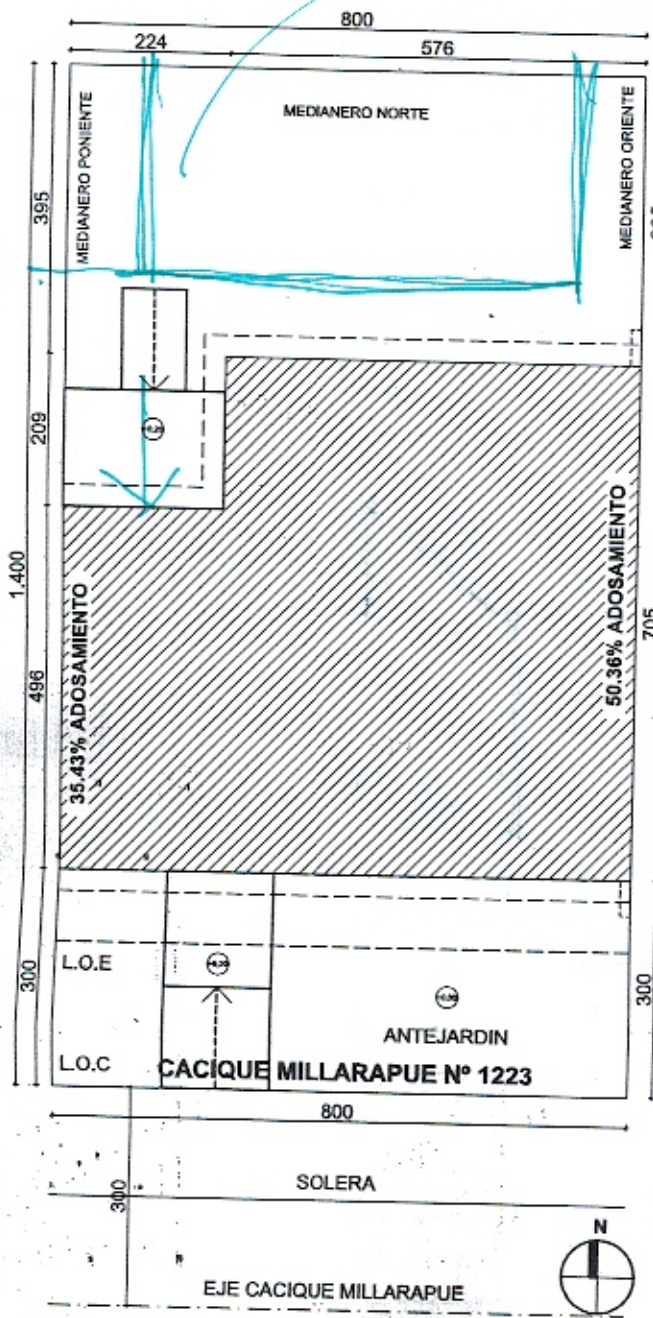 800
224 576
MEDIANERO PONIENTE
MEDIANERO NORTE
MEDIANERO ORIENTE
395
209
1.400
496
35.43% ADOSAMIENTO
50.36% ADOSAMIENTO
705
300
L.O.E
ANTEJARDIN
L.O.C
CACIQUE MILLARAPUE Nº 1223
300
800
300
SOLERA
N
EJE CACIQUE MILLARAPUE